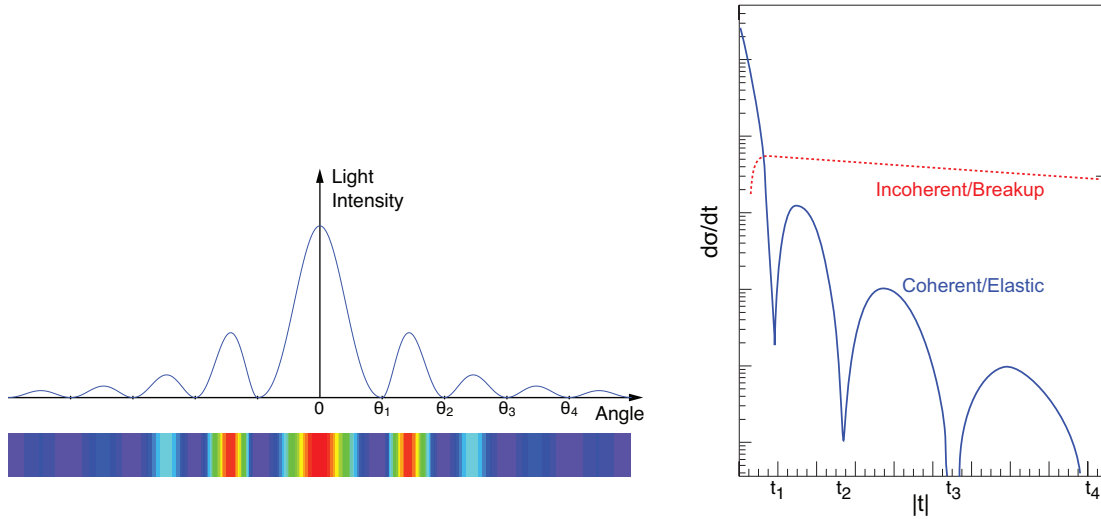 Light
Intensity
0 θ1 θ2 θ3 θ4 Angle
dσ/dt
Incoherent/Breakup
Coherent/Elastic
t1 t2 t3 t4
|t|